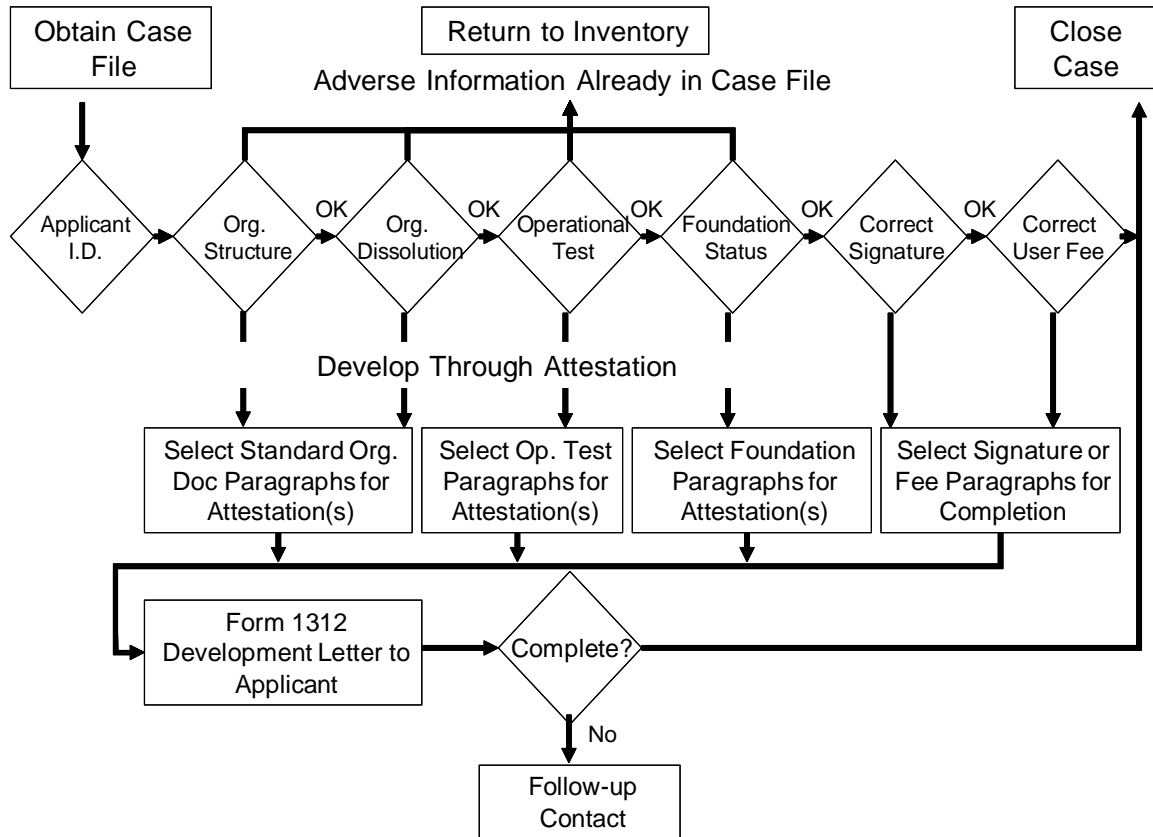 Obtain Case
File
Return to Inventory
Close
Case
Adverse Information Already in Case File
Applicant
I.D.
Org.
Structure
OK
Org.
Dissolution
OK
Operational
Test
OK
Foundation
Status
OK
Correct
Signature
OK
Correct
User Fee
Develop Through Attestation
Select Standard Org.
Doc Paragraphs for
Attestation(s)
Select Op. Test
Paragraphs for
Attestation(s)
Select Foundation
Paragraphs for
Attestation(s)
Select Signature or
Fee Paragraphs for
Completion
Form 1312
Development Letter to
Applicant
Complete?
No
Follow-up
Contact